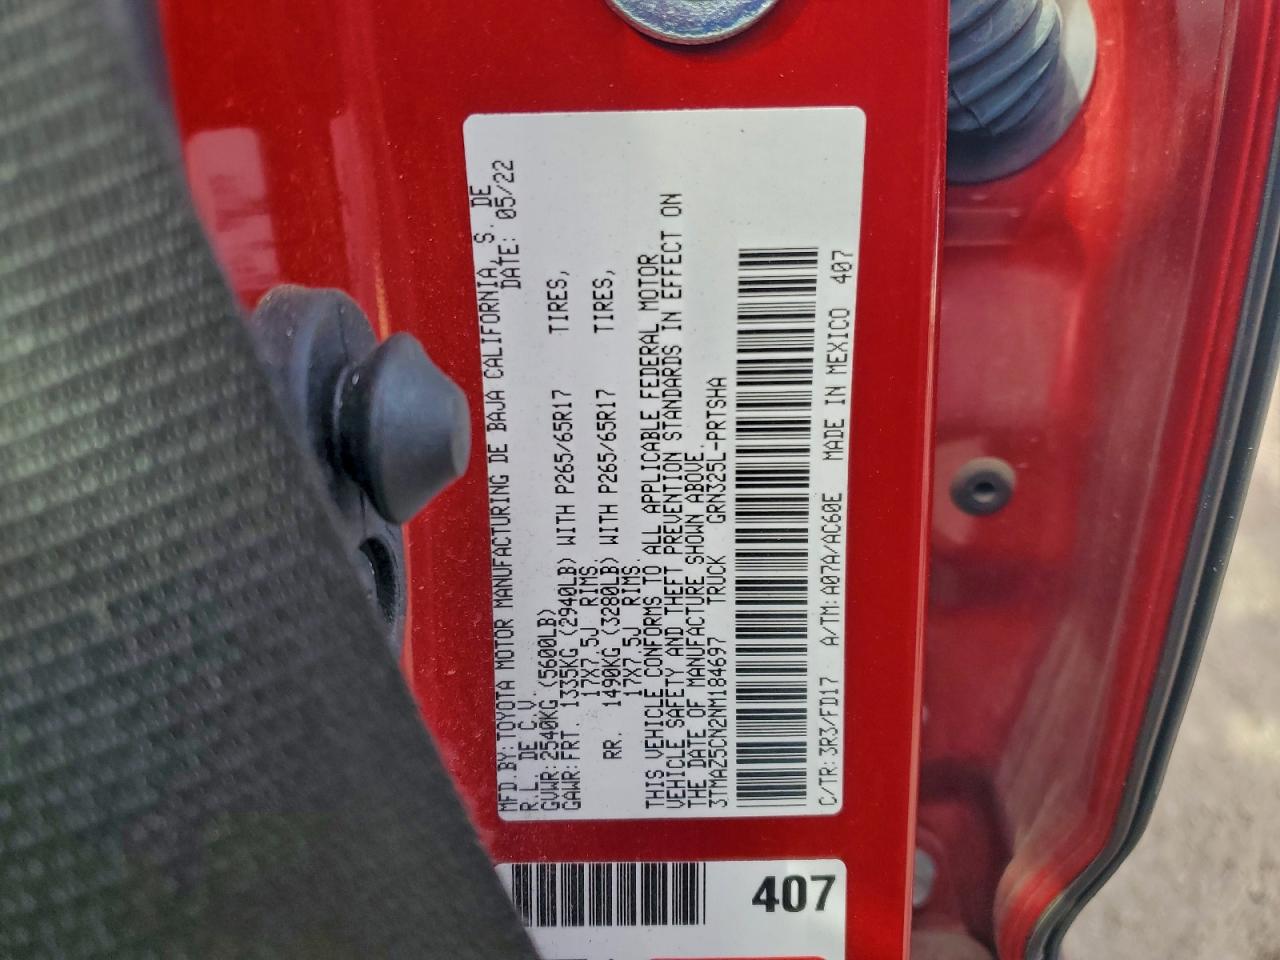 MFD.BY:TOYOTA MOTOR MANUFACTURING DE BAJA CALIFORNIA, S. DE
R.L. DE C.V. DATE: 05/22
GVWR:2540KG (5600LB)
GAWR:FRT. 1335KG (2940LB) WITH P265/65R17 TIRES,
17X7.5J RIMS
RR. 1490KG (3280LB) WITH P265/65R17 TIRES,
17X7.5J RIMS.
THIS VEHICLE CONFORMS TO ALL APPLICABLE FEDERAL MOTOR
VEHICLE SAFETY AND THEFT PREVENTION STANDARDS IN EFFECT ON
THE DATE OF MANUFACTURE SHOWN ABOVE.
3TMAZ5CN2NM184697 TRUCK GRN325L-PRTSHA
C/TR:3R3/FD17 A/TM:A07A/AC60E MADE IN MEXICO 407
407